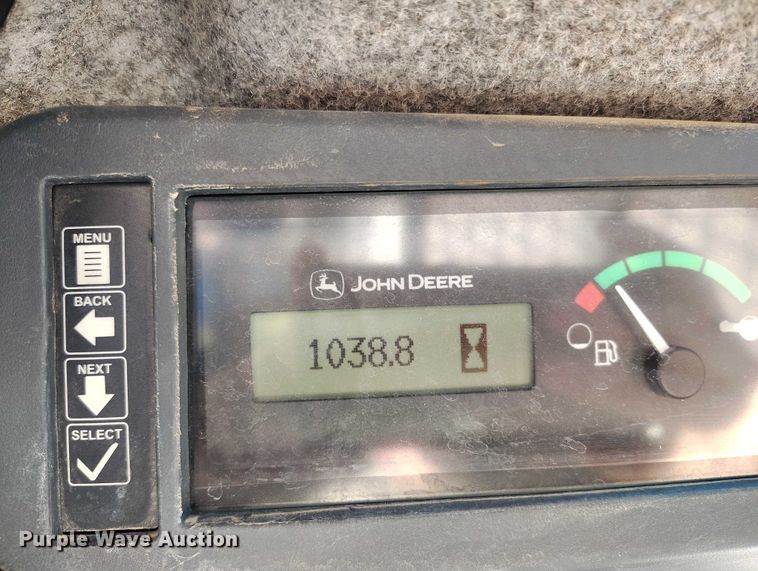 MENU
BACK
NEXT
SELECT
JOHN DEERE
1038.8
Purple Wave Auction